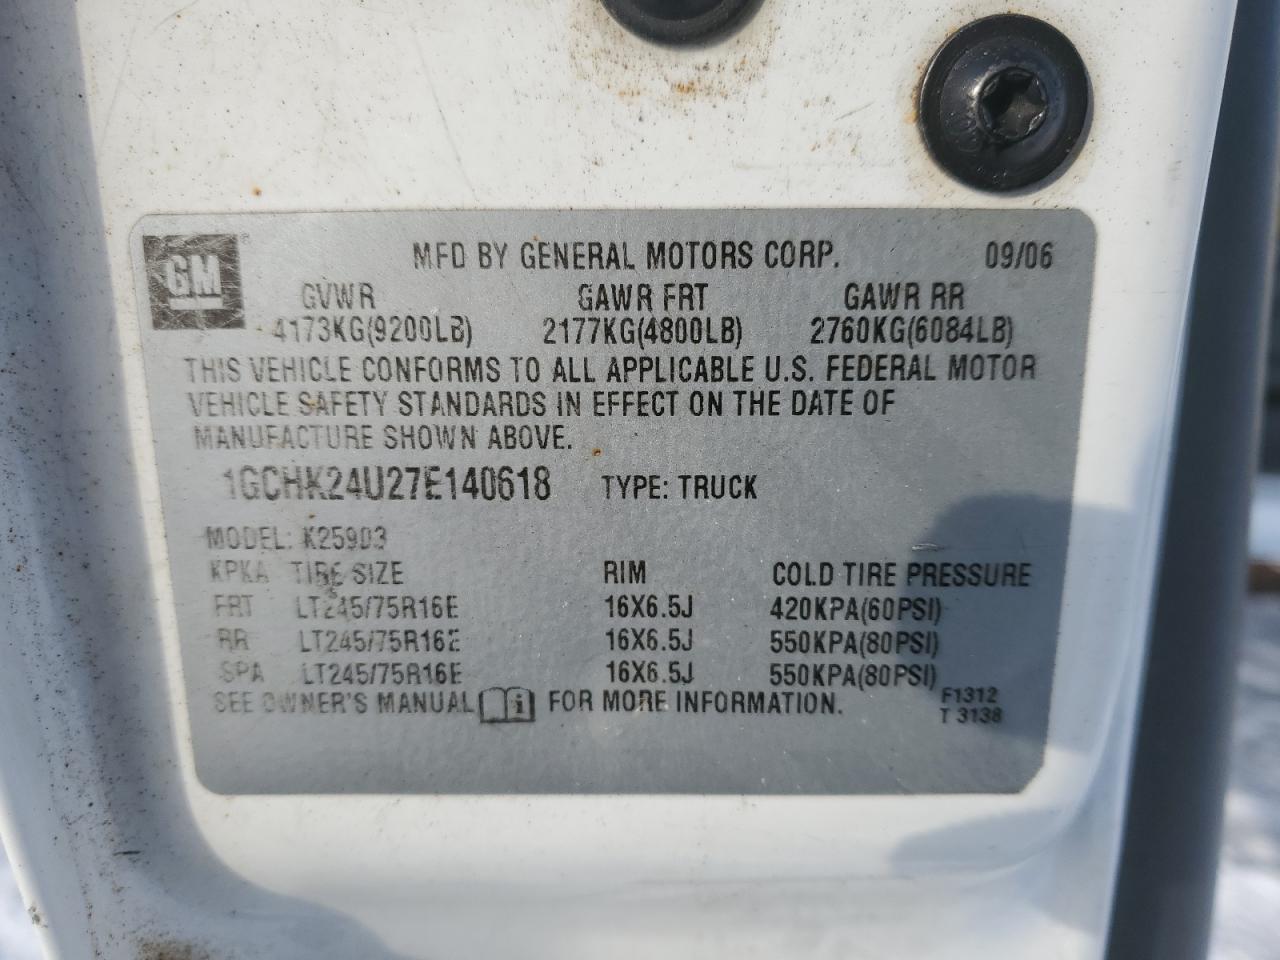 GM
MFD BY GENERAL MOTORS CORP. 09/06
GVWR GAWR FRT GAWR RR
4173KG(9200LB) 2177KG(4800LB) 2760KG(6084LB)
THIS VEHICLE CONFORMS TO ALL APPLICABLE U.S. FEDERAL MOTOR
VEHICLE SAFETY STANDARDS IN EFFECT ON THE DATE OF
MANUFACTURE SHOWN ABOVE.
1GCHK24U27E140618 TYPE: TRUCK
MODEL: K25903
KPKA TIRE SIZE RIM COLD TIRE PRESSURE
FRT LT245/75R16E 16X6.5J 420KPA(60PSI)
RR LT245/75R16E 16X6.5J 550KPA(80PSI)
SPA LT245/75R16E 16X6.5J 550KPA(80PSI)
SEE OWNER'S MANUAL FOR MORE INFORMATION. F1312
T 3138